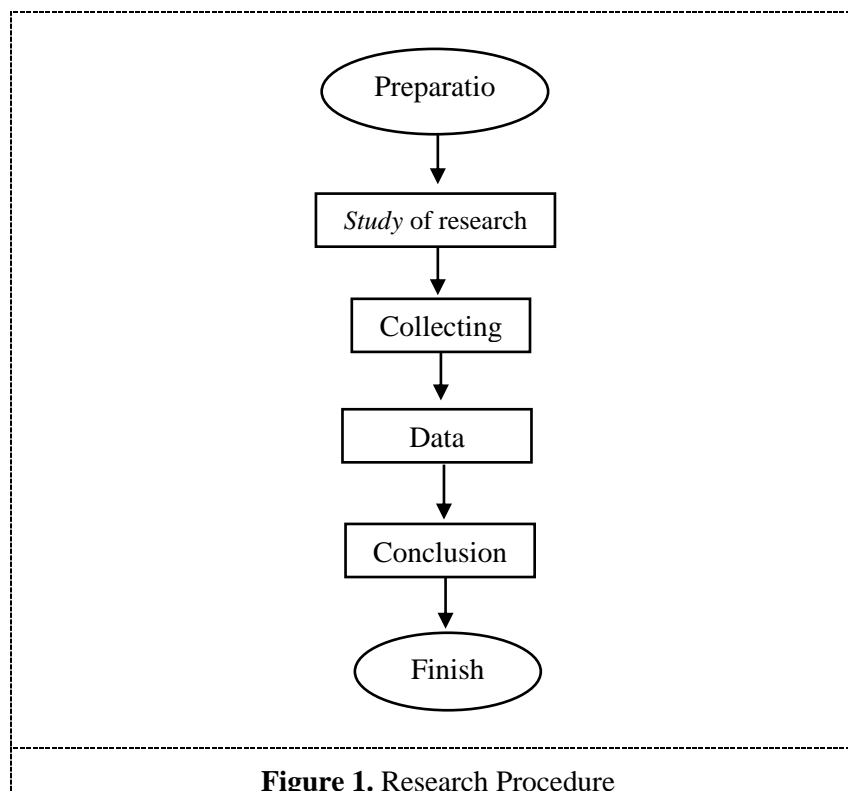 Preparatio
Study of research
Collecting
Data
Conclusion
Finish
Figure 1. Research Procedure